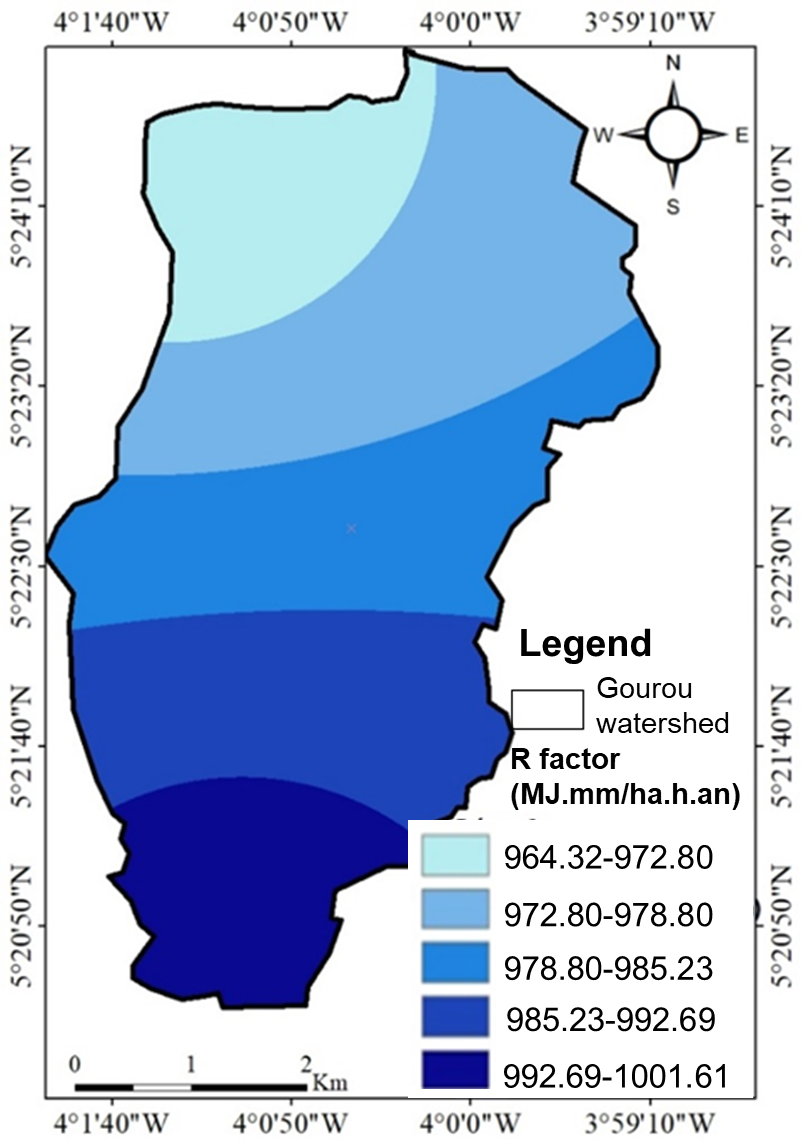 4°1'40"W 4°0'50"W 4°0'0"W 3°59'10"W
N
W E
S
5°24'10"N 5°24'10"N
5°23'20"N 5°23'20"N
5°22'30"N 5°22'30"N
5°21'40"N 5°21'40"N
5°20'50"N 5°20'50"N
Legend
Gourou
watershed
R factor
(MJ.mm/ha.h.an)
964.32-972.80
972.80-978.80
978.80-985.23
985.23-992.69
992.69-1001.61
0 1 2
Km
4°1'40"W 4°0'50"W 4°0'0"W 3°59'10"W